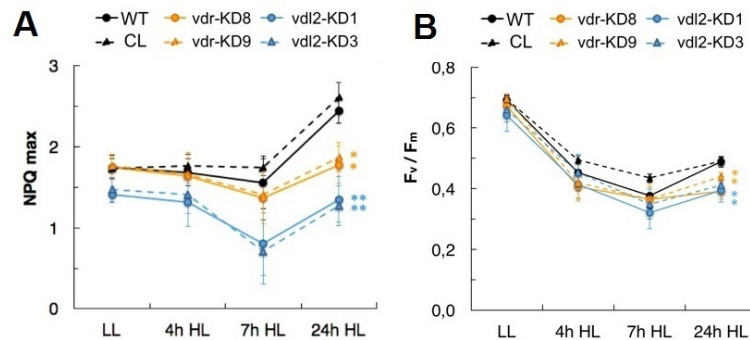 A
WT vdr-KD8 vdl2-KD1
CL vdr-KD9 vdl2-KD3
NPQ max
3
2
1
0
*
*
**
**
LL 4h HL 7h HL 24h HL
B
WT vdr-KD8 vdl2-KD1
CL vdr-KD9 vdl2-KD3
Fv / Fm
0,8
0,6
0,4
0,2
0,0
*
*
*
*
LL 4h HL 7h HL 24h HL